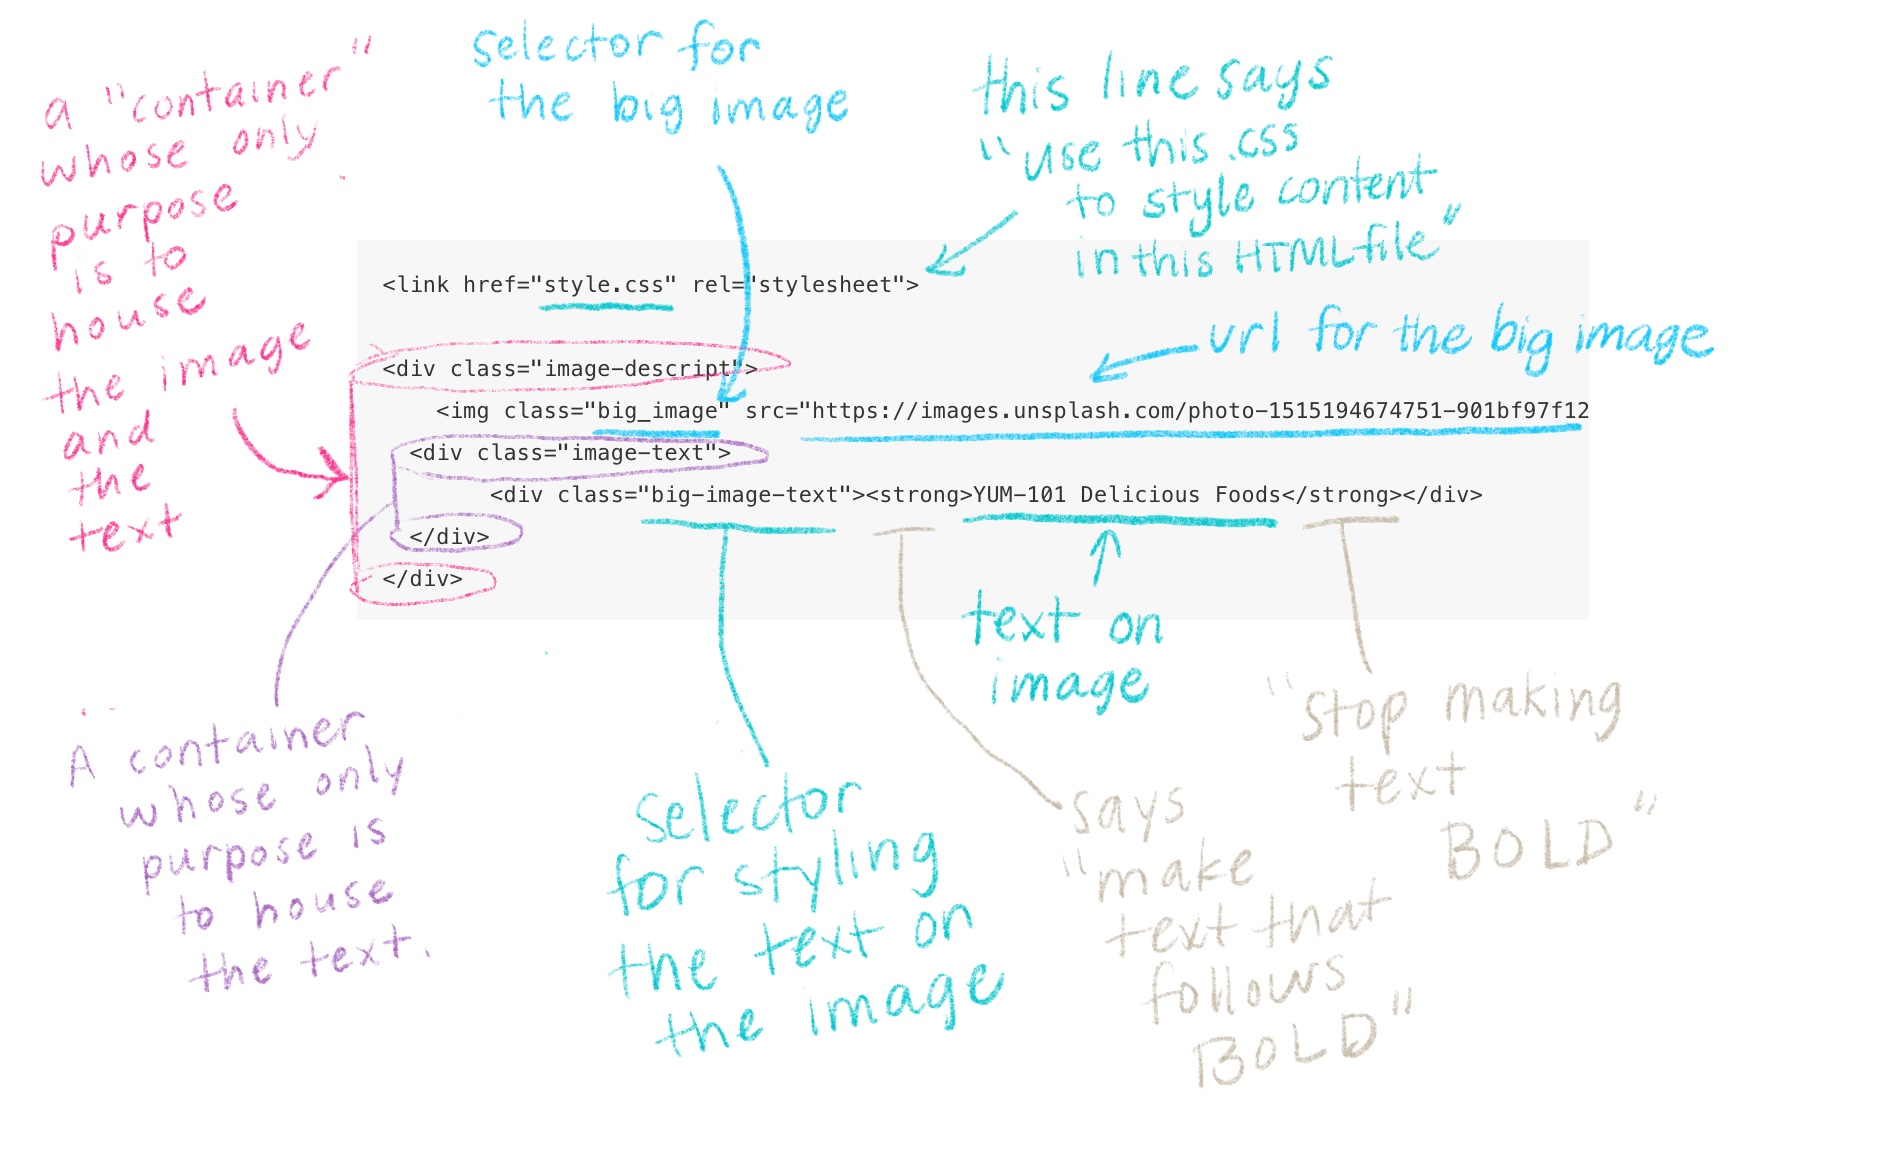 selector for
the big image
a "container"
whose only
purpose
is to
house
the image
and
the
text
this line says
"use this .css
to style content
in this HTML file"
<link href="style.css" rel="stylesheet">
url for the big image
<div class="image-descript">
<img class="big_image" src="https://images.unsplash.com/photo-1515194674751-901bf97f12
<div class="image-text">
<div class="big-image-text"><strong>YUM-101 Delicious Foods</strong></div>
</div>
</div>
text on
image
"stop making
text
BOLD"
A container
whose only
purpose is
to house
the text.
selector
for styling
the text on
the image
says
"make
text that
follows
BOLD"